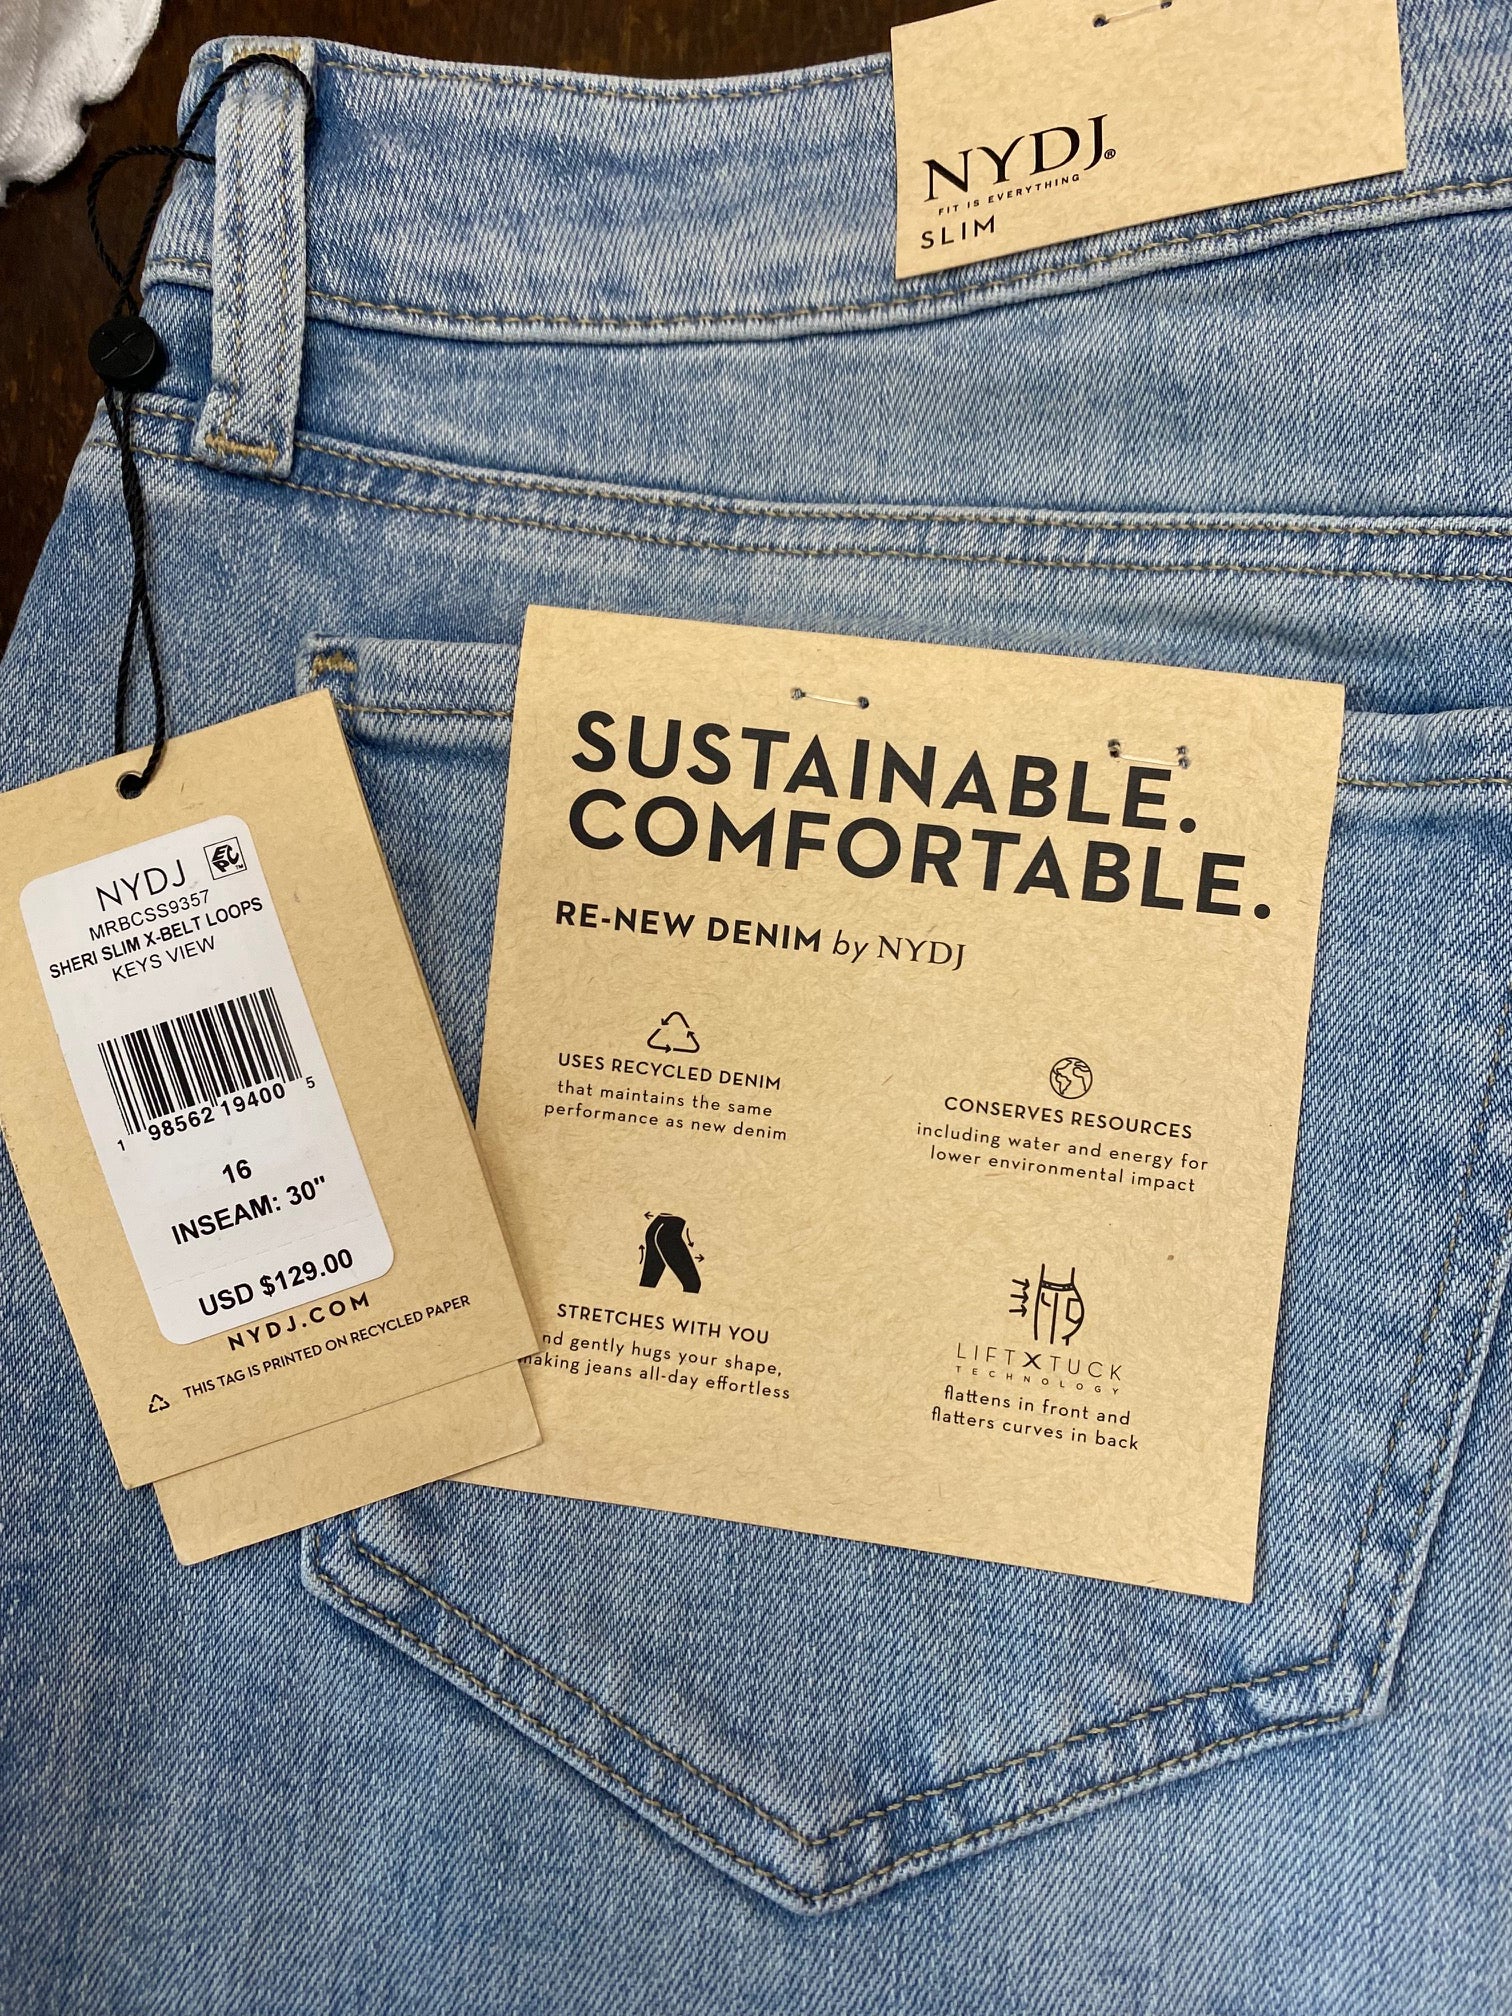 NYDJ®
FIT IS EVERYTHING
SLIM
SUSTAINABLE.
COMFORTABLE.
RE-NEW DENIM by NYDJ
USES RECYCLED DENIM
that maintains the same
performance as new denim
CONSERVES RESOURCES
including water and energy for
lower environmental impact
STRETCHES WITH YOU
nd gently hugs your shape,
making jeans all-day effortless
LIFT X TUCK
TECHNOLOGY
flattens in front and
flatters curves in back
NYDJ
EPC™
MRBCSS9357
SHERI SLIM X-BELT LOOPS
KEYS VIEW
1 98562 19400 5
16
INSEAM: 30"
USD $129.00
NYDJ.COM
THIS TAG IS PRINTED ON RECYCLED PAPER